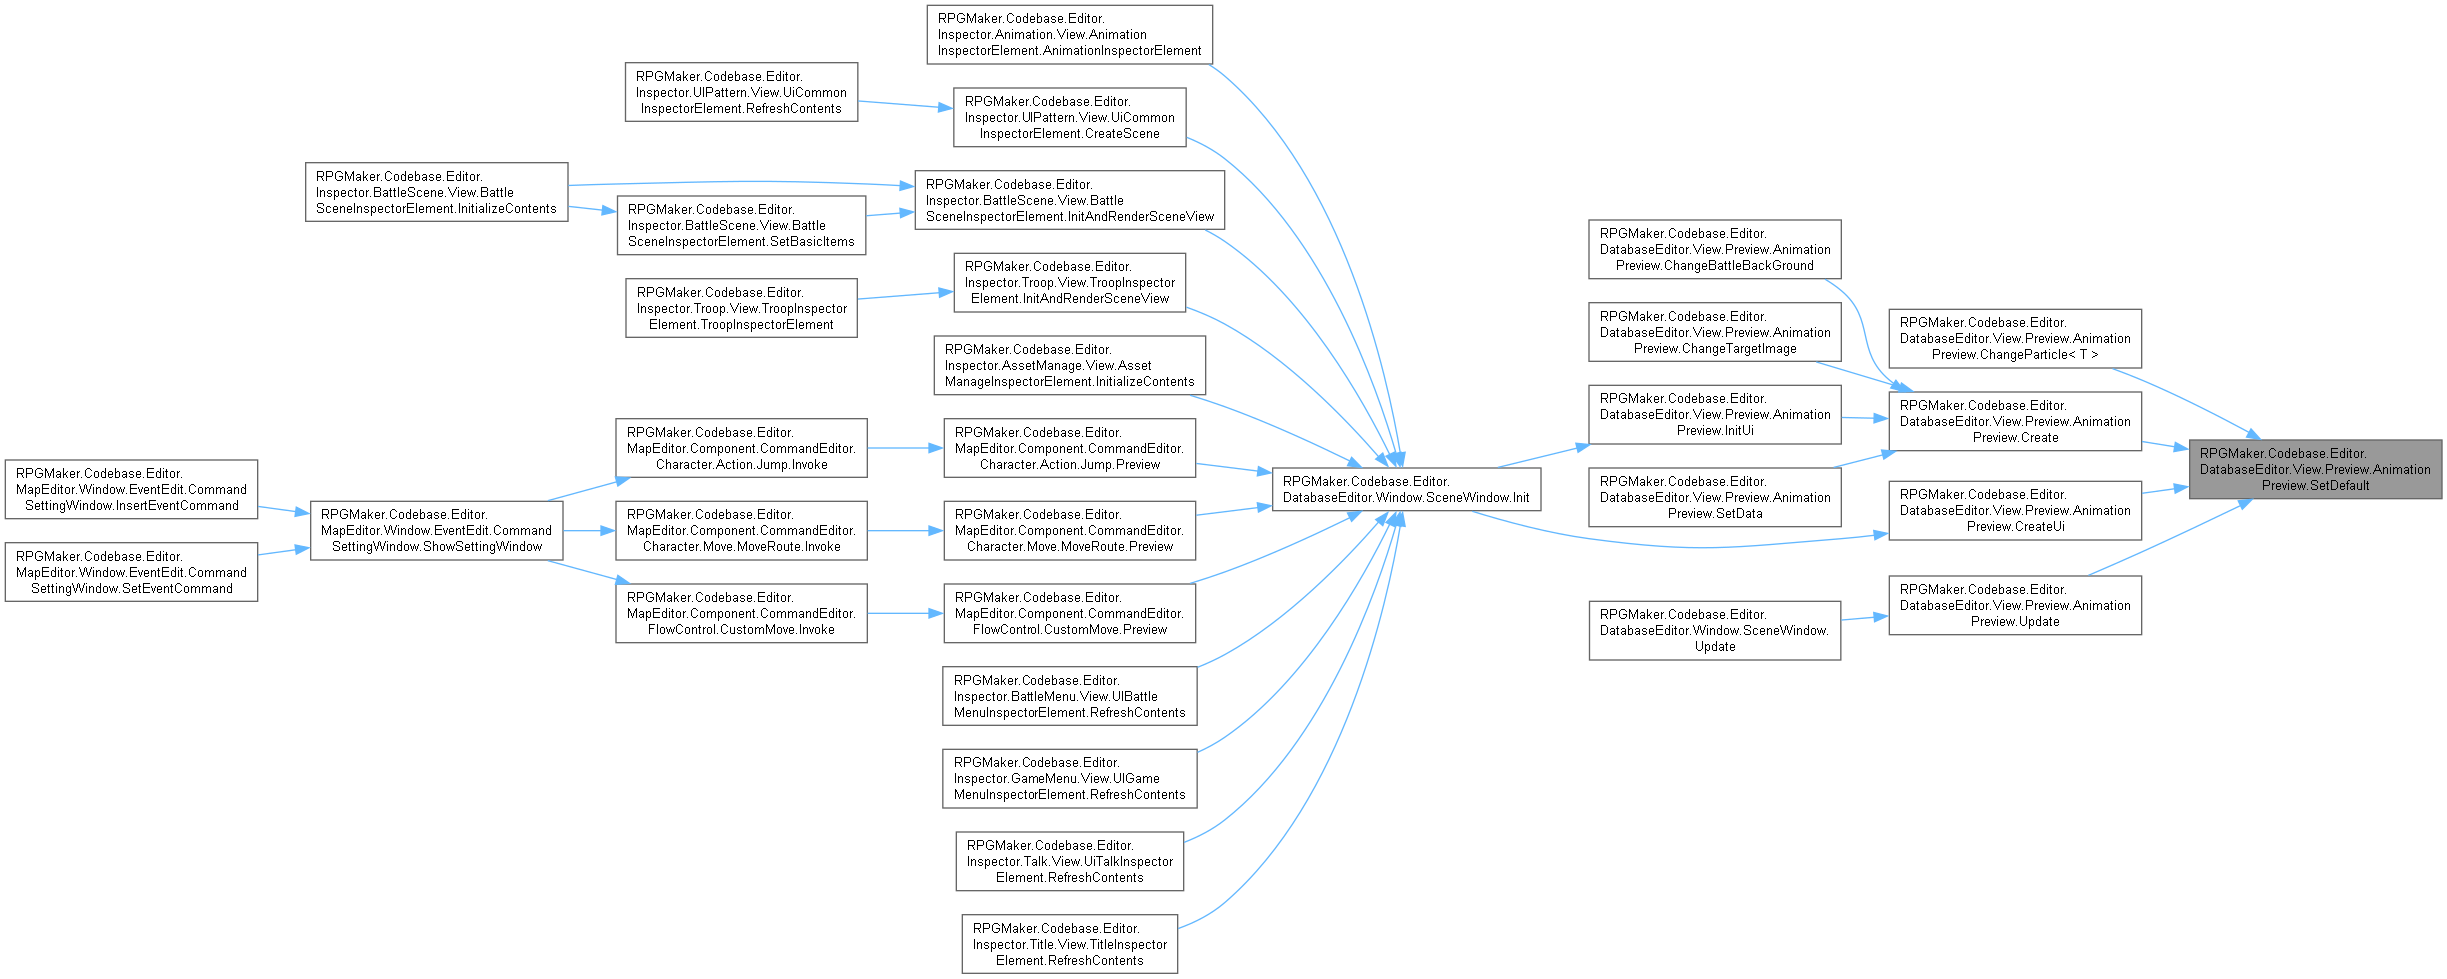 RPGMaker.Codebase.Editor.
Inspector.Animation.View.Animation
InspectorElement.AnimationInspectorElement
RPGMaker.Codebase.Editor.
Inspector.UIPattern.View.UiCommon
InspectorElement.RefreshContents
RPGMaker.Codebase.Editor.
Inspector.UIPattern.View.UiCommon
InspectorElement.CreateScene
RPGMaker.Codebase.Editor.
Inspector.BattleScene.View.Battle
SceneInspectorElement.InitializeContents
RPGMaker.Codebase.Editor.
Inspector.BattleScene.View.Battle
SceneInspectorElement.SetBasicItems
RPGMaker.Codebase.Editor.
Inspector.BattleScene.View.Battle
SceneInspectorElement.InitAndRenderSceneView
RPGMaker.Codebase.Editor.
Inspector.Troop.View.TroopInspector
Element.TroopInspectorElement
RPGMaker.Codebase.Editor.
Inspector.Troop.View.TroopInspector
Element.InitAndRenderSceneView
RPGMaker.Codebase.Editor.
Inspector.AssetManage.View.Asset
ManageInspectorElement.InitializeContents
RPGMaker.Codebase.Editor.
MapEditor.Window.EventEdit.Command
SettingWindow.InsertEventCommand
RPGMaker.Codebase.Editor.
MapEditor.Window.EventEdit.Command
SettingWindow.SetEventCommand
RPGMaker.Codebase.Editor.
MapEditor.Window.EventEdit.Command
SettingWindow.ShowSettingWindow
RPGMaker.Codebase.Editor.
MapEditor.Component.CommandEditor.
Character.Action.Jump.Invoke
RPGMaker.Codebase.Editor.
MapEditor.Component.CommandEditor.
Character.Move.MoveRoute.Invoke
RPGMaker.Codebase.Editor.
MapEditor.Component.CommandEditor.
FlowControl.CustomMove.Invoke
RPGMaker.Codebase.Editor.
MapEditor.Component.CommandEditor.
Character.Action.Jump.Preview
RPGMaker.Codebase.Editor.
MapEditor.Component.CommandEditor.
Character.Move.MoveRoute.Preview
RPGMaker.Codebase.Editor.
MapEditor.Component.CommandEditor.
FlowControl.CustomMove.Preview
RPGMaker.Codebase.Editor.
Inspector.BattleMenu.View.UIBattle
MenuInspectorElement.RefreshContents
RPGMaker.Codebase.Editor.
Inspector.GameMenu.View.UIGame
MenuInspectorElement.RefreshContents
RPGMaker.Codebase.Editor.
Inspector.Talk.View.UiTalkInspector
Element.RefreshContents
RPGMaker.Codebase.Editor.
Inspector.Title.View.TitleInspector
Element.RefreshContents
RPGMaker.Codebase.Editor.
DatabaseEditor.Window.SceneWindow.Init
RPGMaker.Codebase.Editor.
DatabaseEditor.View.Preview.Animation
Preview.ChangeBattleBackGround
RPGMaker.Codebase.Editor.
DatabaseEditor.View.Preview.Animation
Preview.ChangeTargetImage
RPGMaker.Codebase.Editor.
DatabaseEditor.View.Preview.Animation
Preview.InitUi
RPGMaker.Codebase.Editor.
DatabaseEditor.View.Preview.Animation
Preview.SetData
RPGMaker.Codebase.Editor.
DatabaseEditor.Window.SceneWindow.
Update
RPGMaker.Codebase.Editor.
DatabaseEditor.View.Preview.Animation
Preview.ChangeParticle< T >
RPGMaker.Codebase.Editor.
DatabaseEditor.View.Preview.Animation
Preview.Create
RPGMaker.Codebase.Editor.
DatabaseEditor.View.Preview.Animation
Preview.CreateUi
RPGMaker.Codebase.Editor.
DatabaseEditor.View.Preview.Animation
Preview.Update
RPGMaker.Codebase.Editor.
DatabaseEditor.View.Preview.Animation
Preview.SetDefault